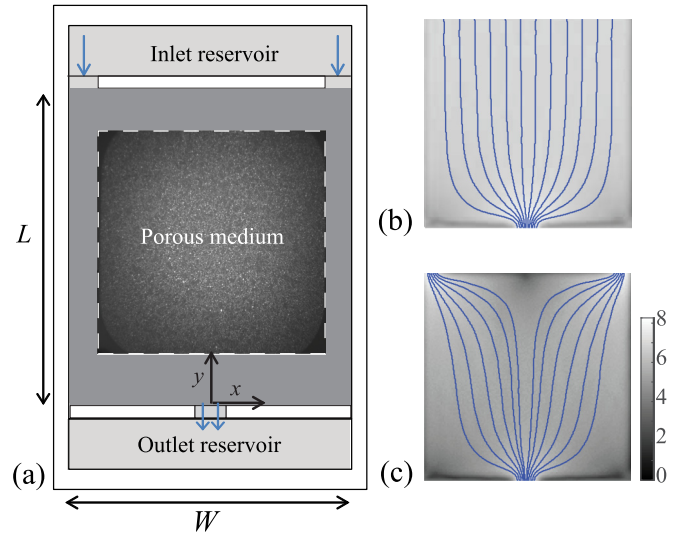 Inlet reservoir
L
Porous medium
y
x
Outlet reservoir
(a)
W
(b)
(c)
8
6
4
2
0